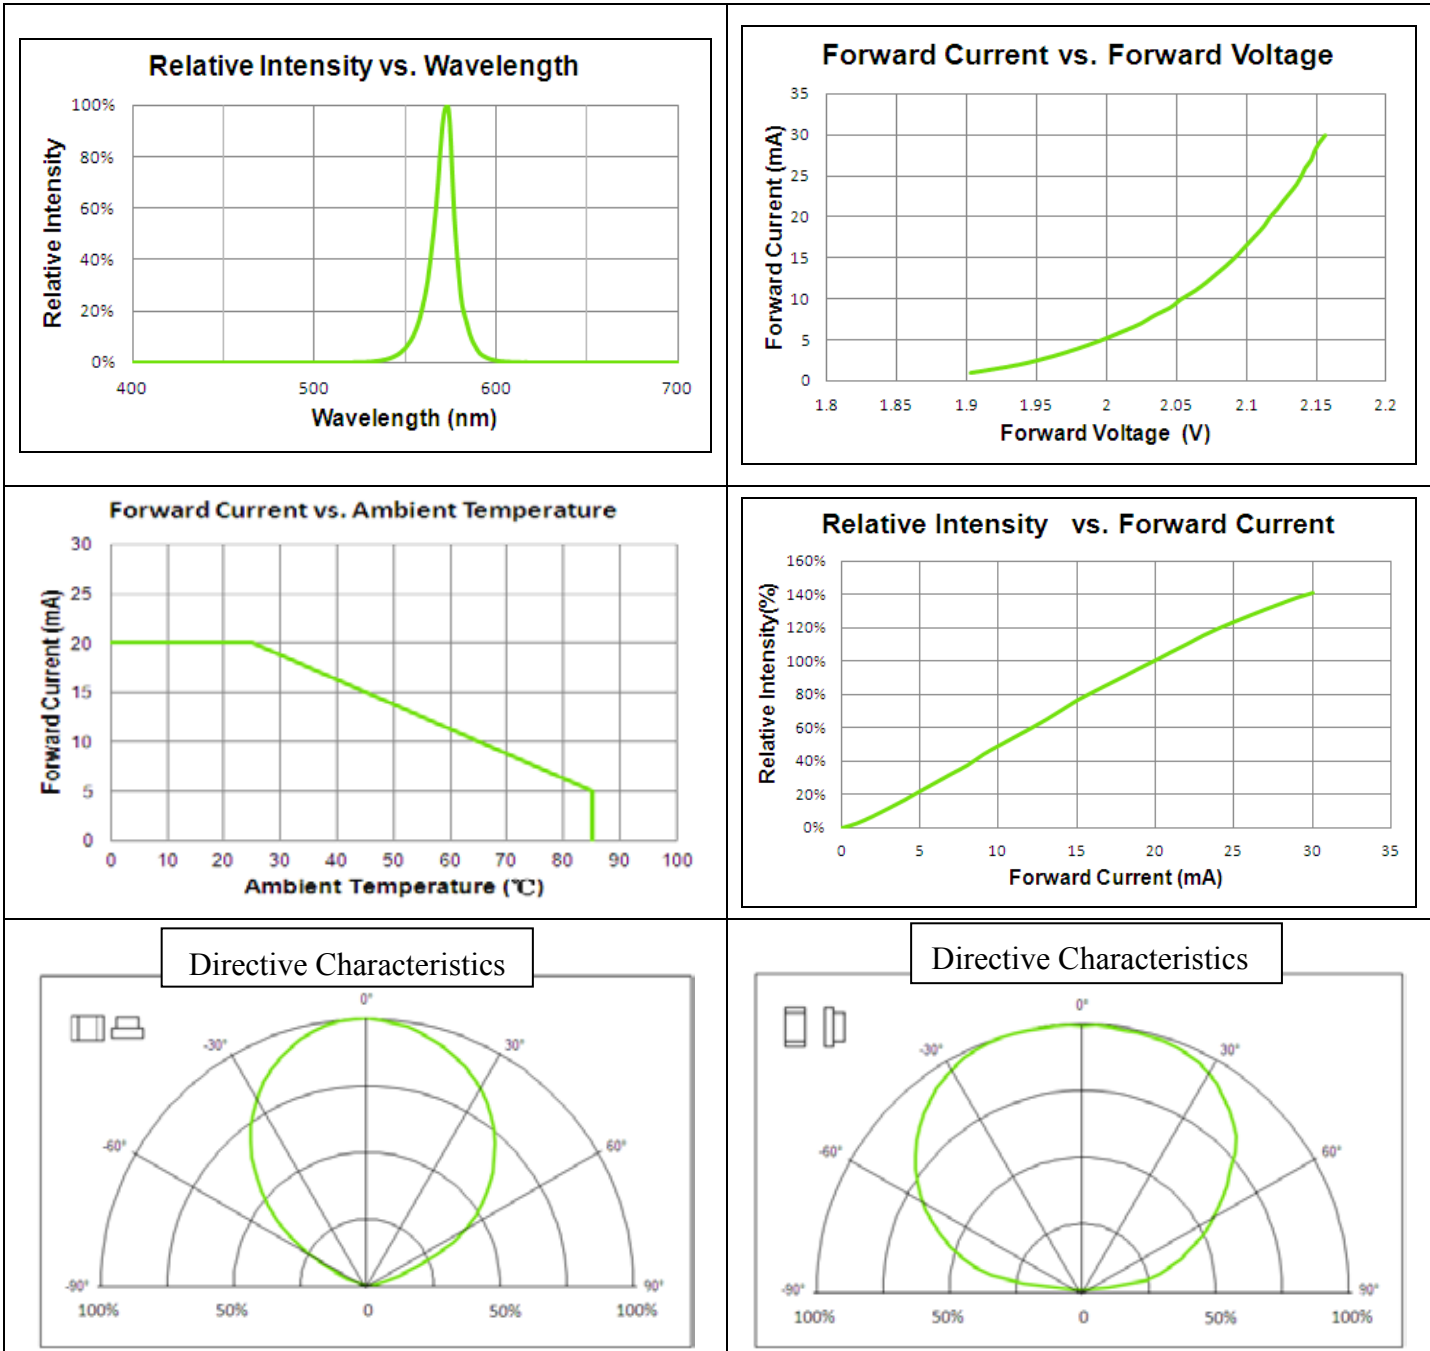 Relative Intensity vs. Wavelength
100%
80%
60%
40%
20%
0%
Relative Intensity
400 500 600 700
Wavelength (nm)
Forward Current vs. Forward Voltage
35
30
25
20
15
10
5
0
Forward Current (mA)
1.8 1.85 1.9 1.95 2 2.05 2.1 2.15 2.2
Forward Voltage (V)
Forward Current vs. Ambient Temperature
30
25
20
15
10
5
0
Forward Current (mA)
0 10 20 30 40 50 60 70 80 90 100
Ambient Temperature (℃)
Relative Intensity vs. Forward Current
160%
140%
120%
100%
80%
60%
40%
20%
0%
Relative Intensity(%)
0 5 10 15 20 25 30 35
Forward Current (mA)
Directive Characteristics
0°
-30° 30°
-60° 60°
-90° 90°
100% 50% 0 50% 100%
Directive Characteristics
0°
-30° 30°
-60° 60°
-90° 90°
100% 50% 0 50% 100%